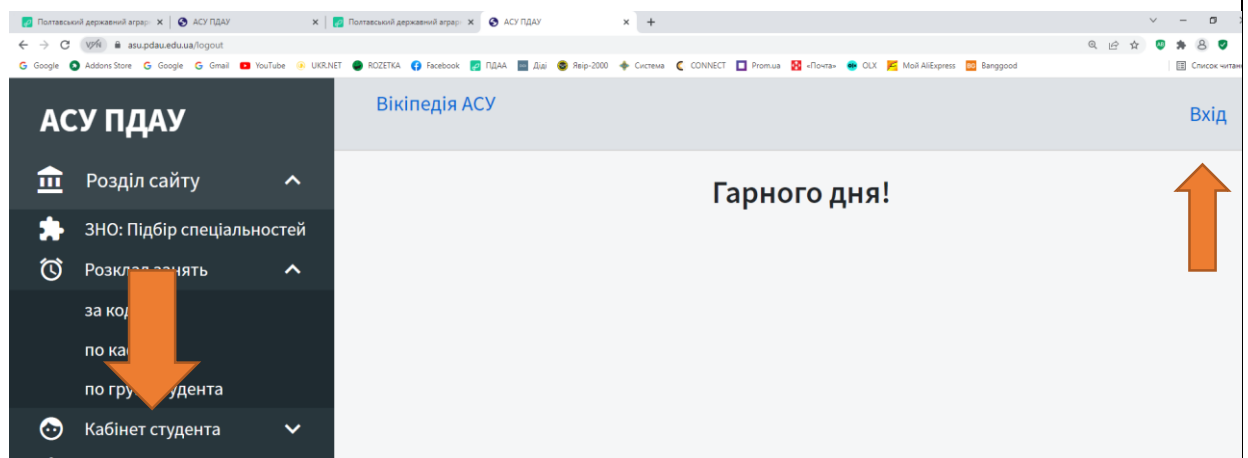 Полтавський державний аграр
АСУ ПДАУ
Полтавський державний аграр
АСУ ПДАУ
asu.pdau.edu.ua/logout
Google Addons Store Google Gmail YouTube UKR.NET ROZETKA Facebook ПДАА Діді Явір-2000 Система CONNECT Prom.ua «Почта» OLX Мой AliExpress Banggood Список читан
АСУ ПДАУ
Вікіпедія АСУ
Вхід
Розділ сайту
Гарного дня!
ЗНО: Підбір спеціальностей
Розклад занять
за код
по ка
по гру удента
Кабінет студента